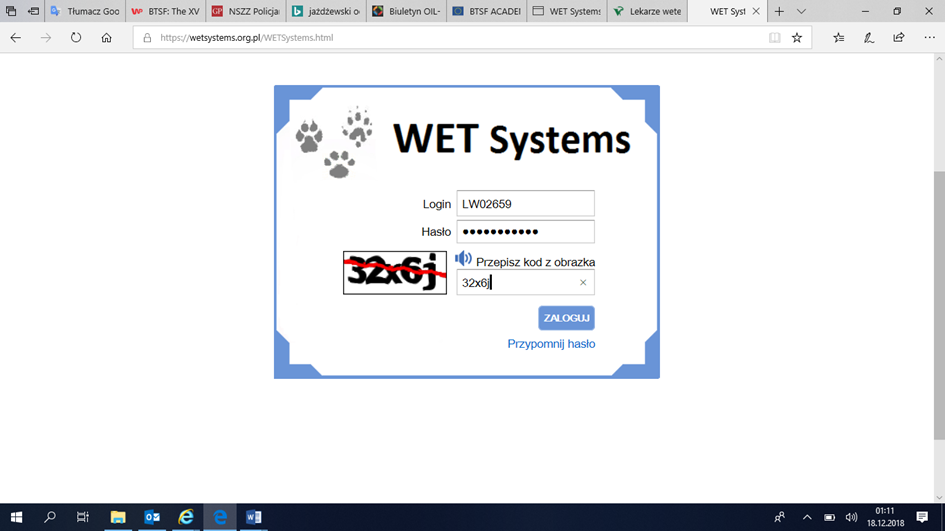 Tłumacz Goo
BTSF: The XV
NSZZ Policjan
jażdżewski o
Biuletyn OIL-
BTSF ACADEI
WET Systems
Lekarze wete
WET Syst
https://wetsystems.org.pl/WETSystems.html
WET Systems
Login LW02659
Hasło
32x6j
Przepisz kod z obrazka
32x6j
ZALOGUJ
Przypomnij hasło
01:11
18.12.2018